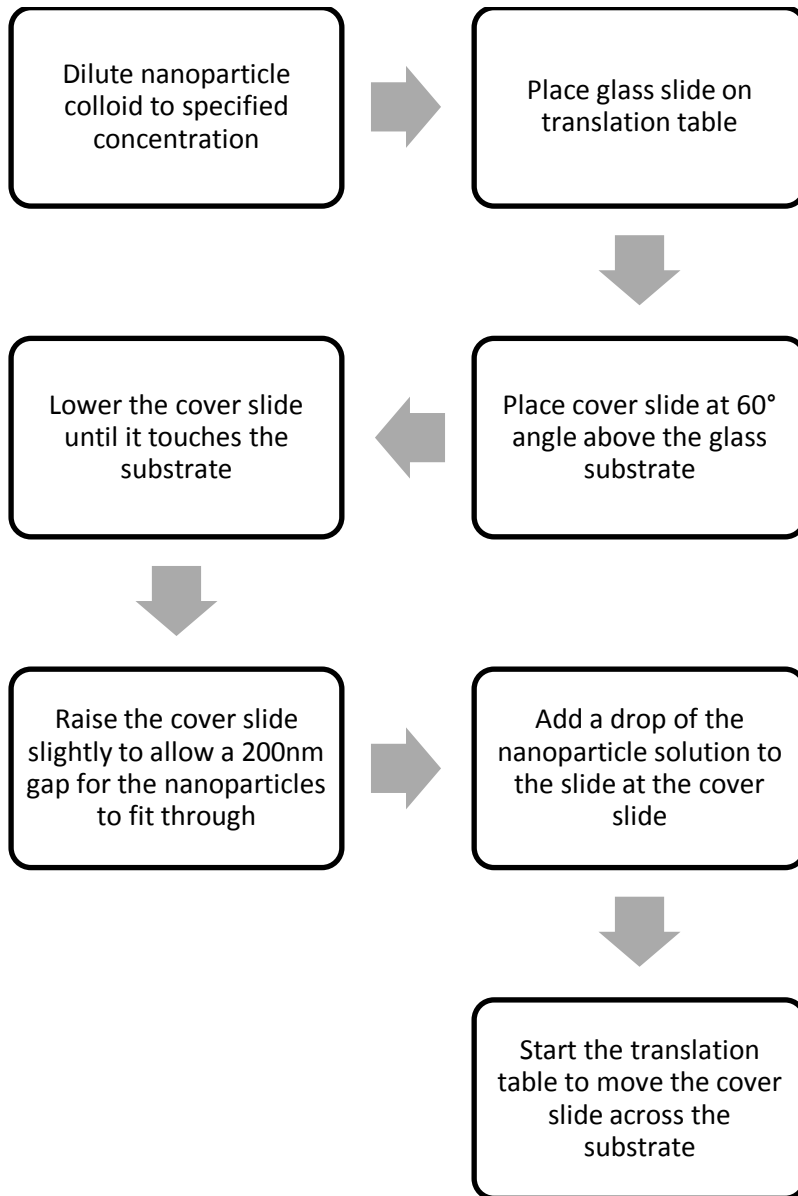 Dilute nanoparticle
colloid to specified
concentration
Place glass slide on
translation table
Place cover slide at 60°
angle above the glass
substrate
Lower the cover slide
until it touches the
substrate
Raise the cover slide
slightly to allow a 200nm
gap for the nanoparticles
to fit through
Add a drop of the
nanoparticle solution to
the slide at the cover
slide
Start the translation
table to move the cover
slide across the
substrate